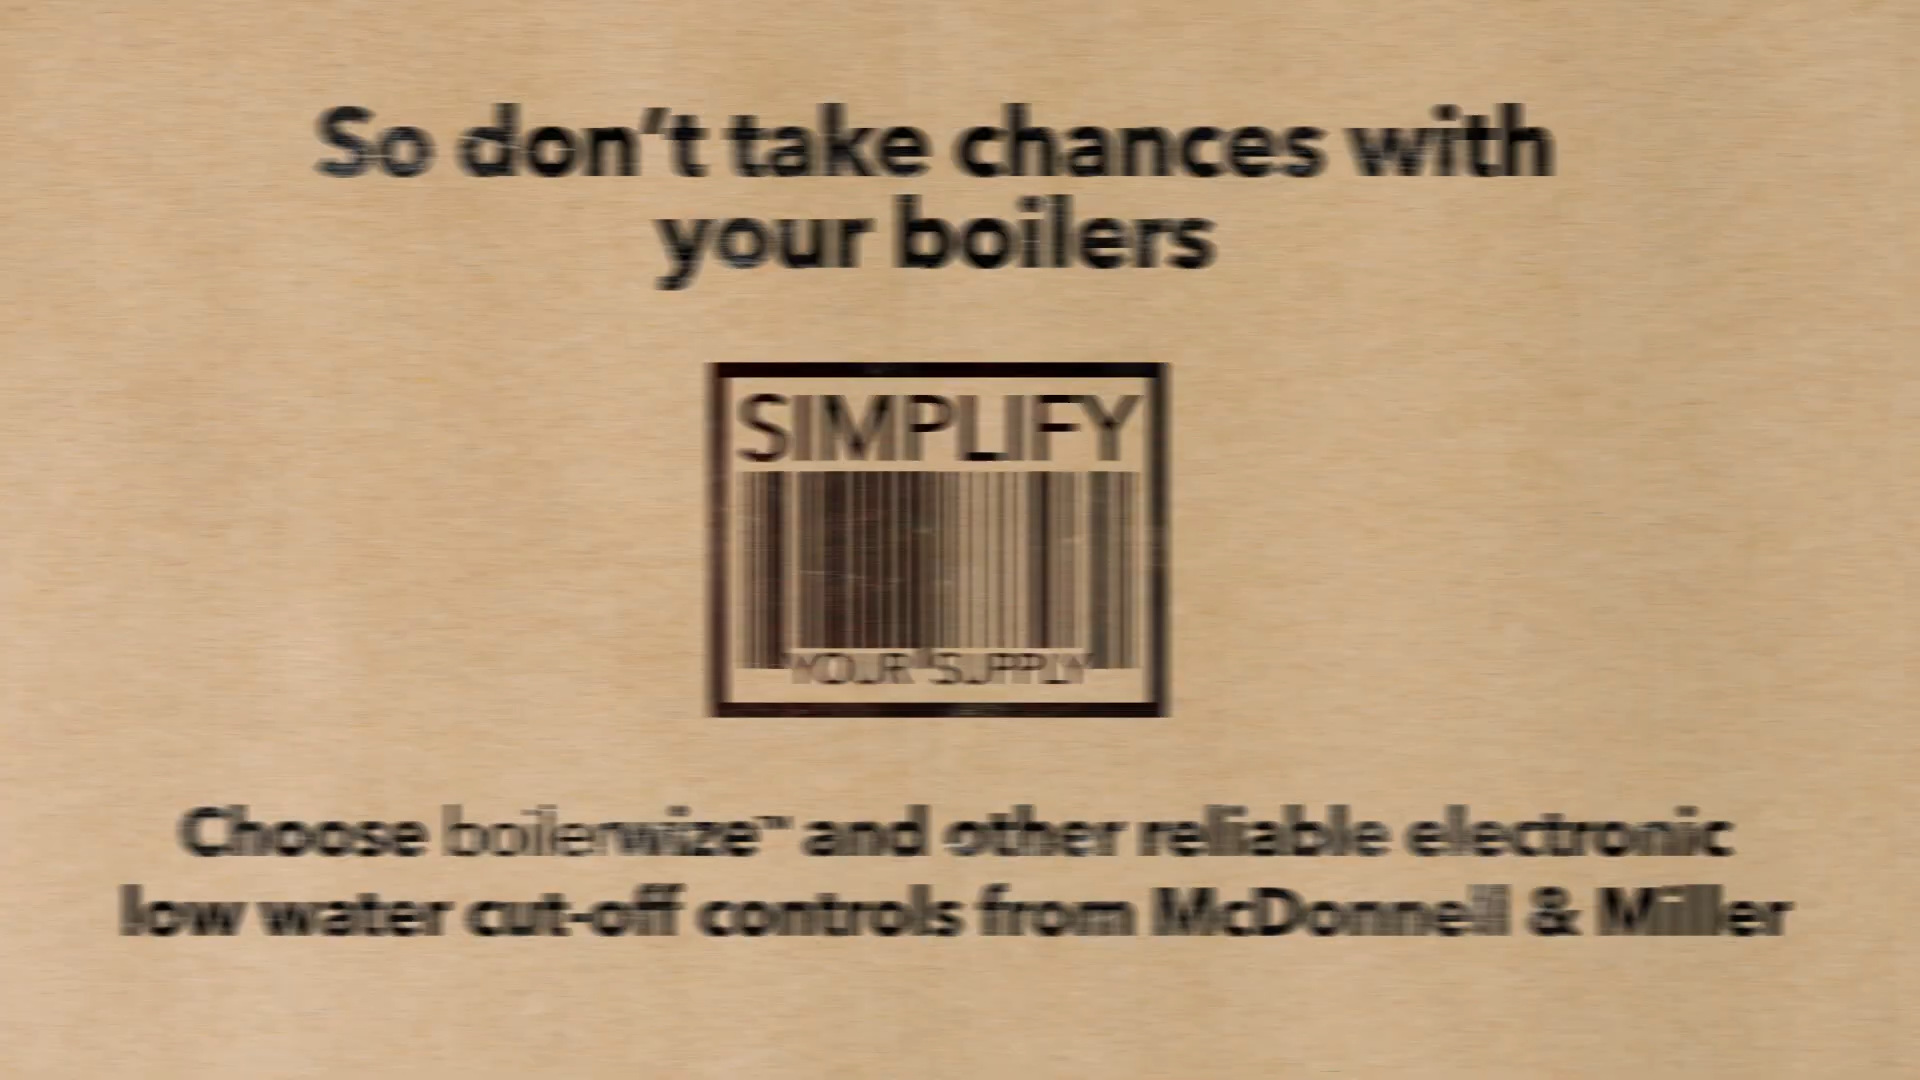 So don't take chances with
your boilers
SIMPLIFY
YOUR SUPPLY
Choose boilerwize™ and other reliable electronic
low water cut-off controls from McDonnell & Miller